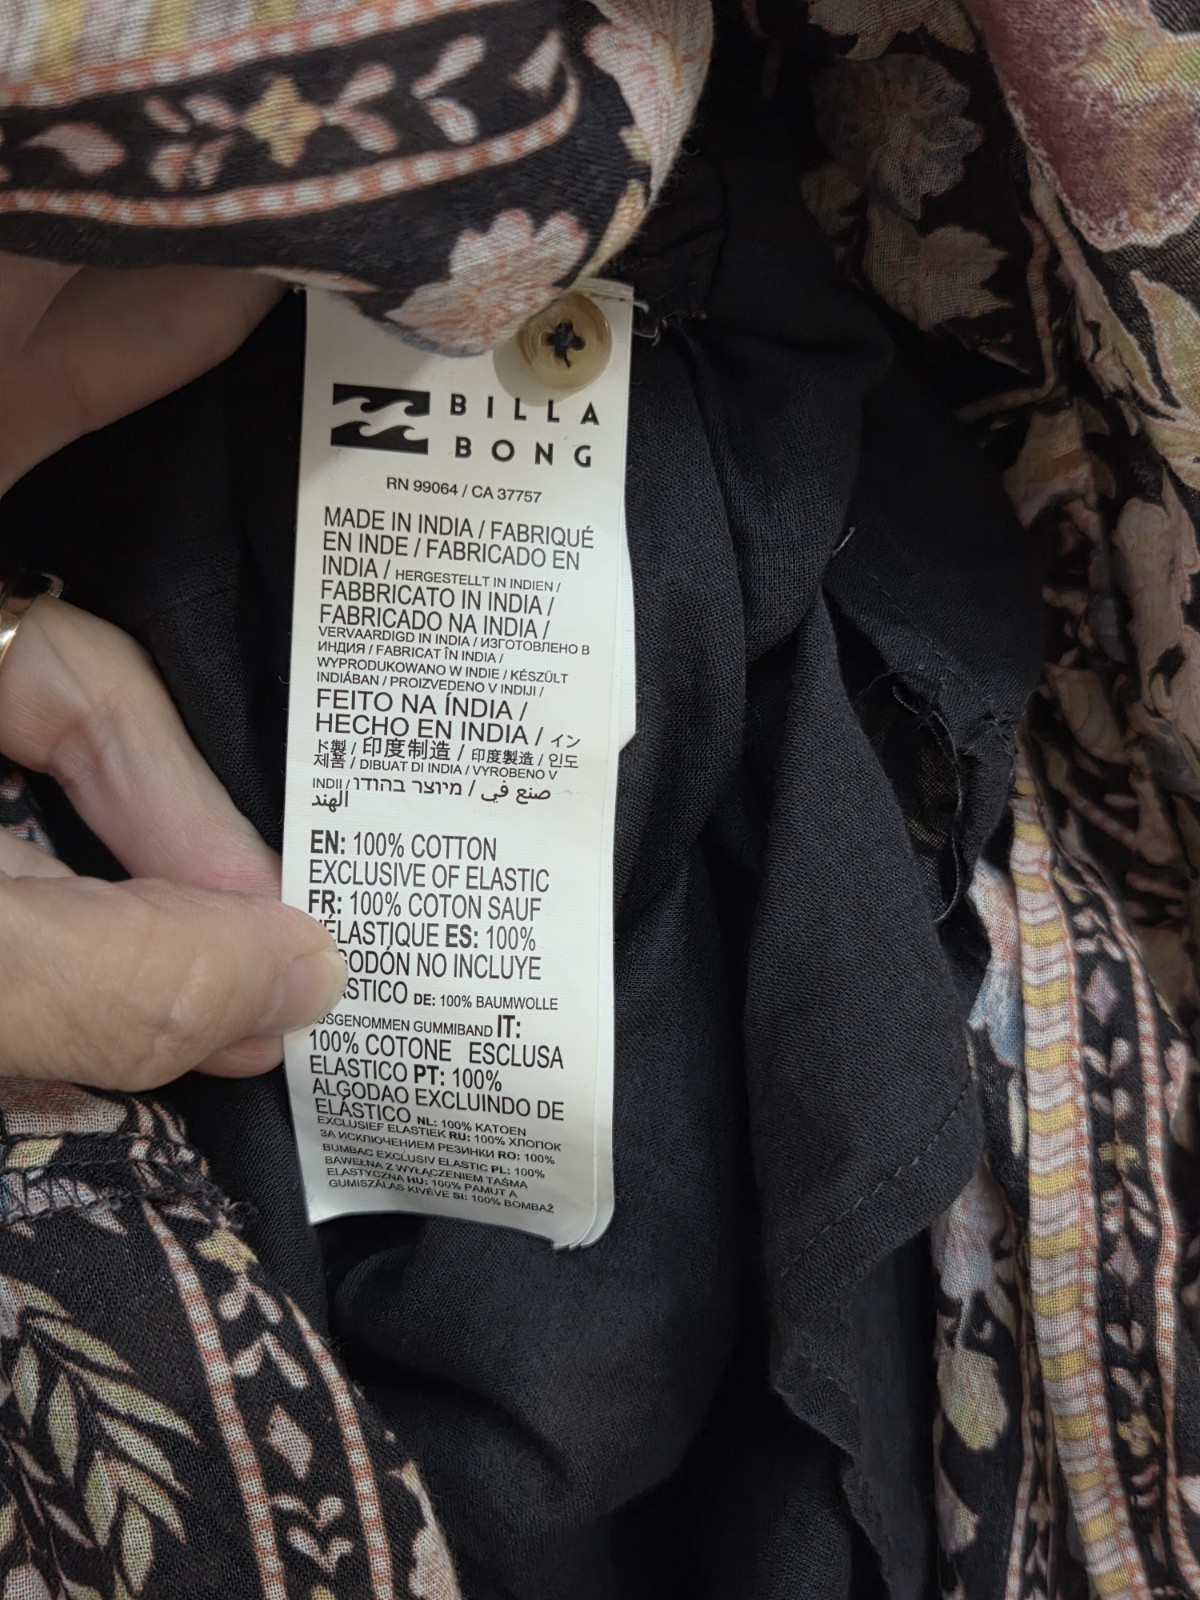 BILLA
BONG
RN 99064 / CA 37757
MADE IN INDIA / FABRIQUÉ
EN INDE / FABRICADO EN
INDIA / HERGESTELLT IN INDIEN /
FABBRICATO IN INDIA /
FABRICADO NA INDIA /
VERVAARDIGD IN INDIA / ИЗГОТОВЛЕНО В
ИНДИЯ / FABRICAT ÎN INDIA /
WYPRODUKOWANO W INDIE / KÉSZÜLT
INDIÁBAN / PROIZVEDENO V INDIJI /
FEITO NA ÍNDIA /
HECHO EN INDIA / イン
ド製 / 印度制造 / 印度製造 / 인도
제품 / DIBUAT DI INDIA / VYROBENO V
INDII / מיוצר בהודו / صنع في
الهند
EN: 100% COTTON
EXCLUSIVE OF ELASTIC
FR: 100% COTON SAUF
ÉLASTIQUE ES: 100%
GODÓN NO INCLUYE
STICO DE: 100% BAUMWOLLE
USGENOMMEN GUMMIBAND IT:
100% COTONE ESCLUSA
ELASTICO PT: 100%
ALGODAO EXCLUINDO DE
ELÁSTICO NL: 100% KATOEN
EXCLUSIEF ELASTIEK RU: 100% ХЛОПОК
ЗА ИСКЛЮЧЕНИЕМ РЕЗИНКИ RO: 100%
BUMBAC EXCLUSIV ELASTIC PL: 100%
BAWEŁNA Z WYŁĄCZENIEM TAŚMA
ELASTYCZNA HU: 100% PAMUT A
GUMISZÁLAS KIVÉVE SI: 100% BOMBAŽ